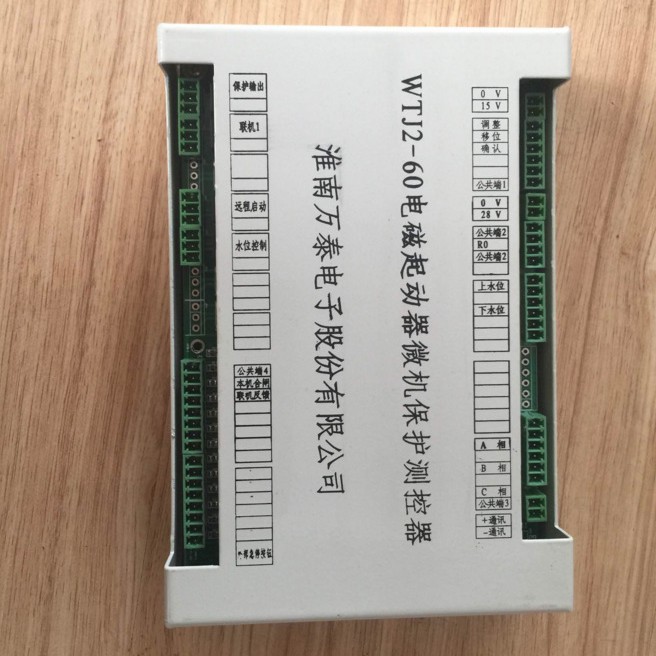 WTJ2-60电磁起动器微机保护测控器
淮南万泰电子股份有限公司
保护输出
联机1
远程启动
水位控制
公共端4
本机合闸
联机反馈
0 V
15 V
调整
移位
确认
公共端1
0 V
28 V
公共端2
R0
公共端2
上水位
下水位
A 相
B 相
C 相
公共端3
+通讯
-通讯